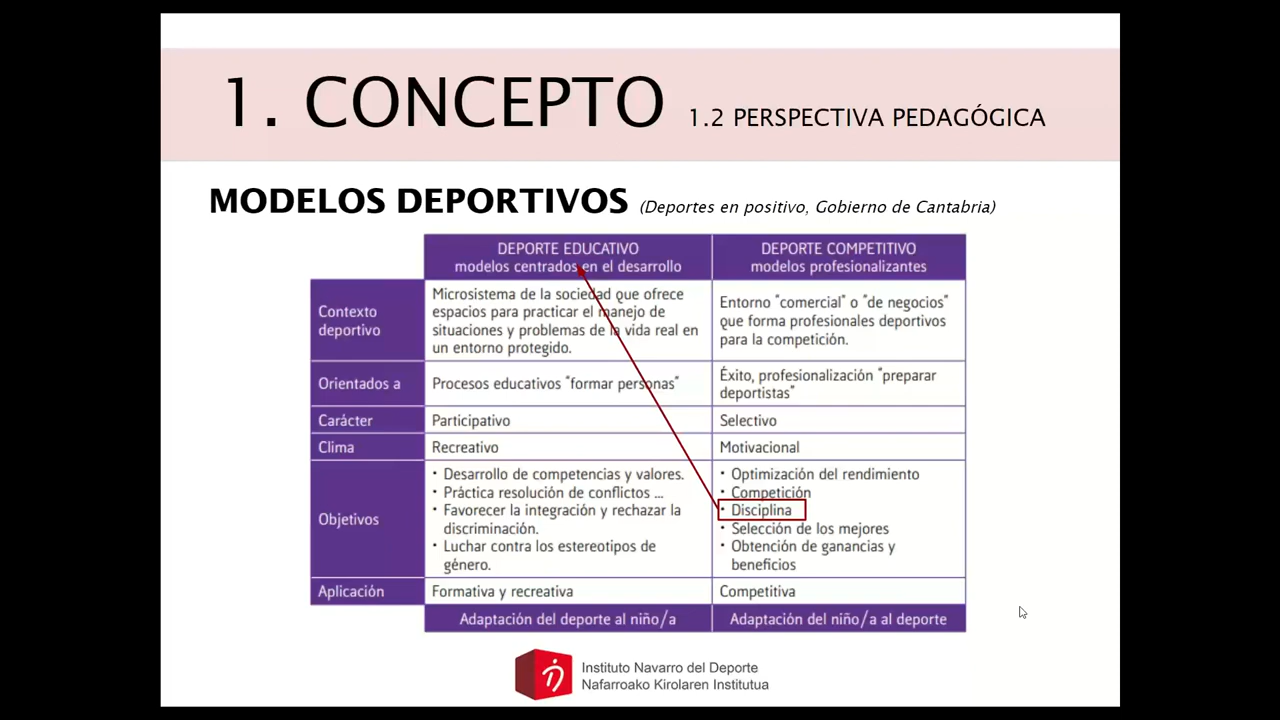 1. CONCEPTO 1.2 PERSPECTIVA PEDAGÓGICA
MODELOS DEPORTIVOS (Deportes en positivo, Gobierno de Cantabria)
DEPORTE EDUCATIVO
modelos centrados en el desarrollo
DEPORTE COMPETITIVO
modelos profesionalizantes
Contexto
deportivo
Microsistema de la sociedad que ofrece
espacios para practicar el manejo de
situaciones y problemas de la vida real en
un entorno protegido.
Entorno "comercial" o "de negocios"
que forma profesionales deportivos
para la competición.
Orientados a
Procesos educativos "formar personas"
Éxito, profesionalización "preparar
deportistas"
Carácter
Participativo
Selectivo
Clima
Recreativo
Motivacional
Objetivos
• Desarrollo de competencias y valores.
• Práctica resolución de conflictos ...
• Favorecer la integración y rechazar la
discriminación.
• Luchar contra los estereotipos de
género.
• Optimización del rendimiento
• Competición
• Disciplina
• Selección de los mejores
• Obtención de ganancias y
beneficios
Aplicación
Formativa y recreativa
Competitiva
Adaptación del deporte al niño/a
Adaptación del niño/a al deporte
Instituto Navarro del Deporte
Nafarroako Kirolaren Institutua